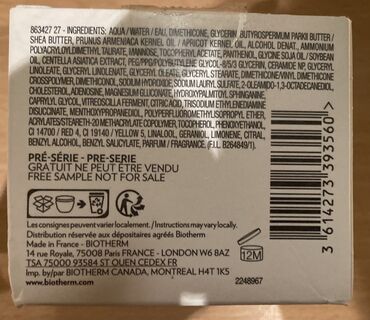 863427 27 - INGREDIENTS: AQUA / WATER / EAU, DIMETHICONE, GLYCERIN, BUTYROSPERMUM PARKII BUTTER /
SHEA BUTTER, PRUNUS ARMENIACA KERNEL OIL / APRICOT KERNEL OIL, ALCOHOL DENAT., AMMONIUM
POLYACRYLOYLDIMETHYL TAURATE, MANNOSE, TOCOPHERYL ACETATE, PANTHENOL, GLYCINE SOJA OIL / SOYBEAN
OIL, CENTELLA ASIATICA EXTRACT, PEG/PPG/POLYBUTYLENE GLYCOL-8/5/3 GLYCERIN, CERAMIDE NP, GLYCERYL
LINOLEATE, GLYCERYL LINOLENATE, GLYCERYL OLEATE, GLYCERYL STEARATE, DIMETHICONE/VINYL DIMETHICONE
CROSSPOLYMER, DIMETHICONOL, SODIUM HYDROXIDE, SODIUM LAURYL SULFATE, 2-OLEAMIDO-1,3-OCTADECANEDIOL,
CHOLESTEROL, ADENOSINE, MAGNESIUM GLUCONATE, HYDROXYPALMITOYL SPHINGANINE,
CAPRYLYL GLYCOL, VITREOSCILLA FERMENT, CITRIC ACID, TRISODIUM ETHYLENEDIAMINE
DISUCCINATE, MENTHOXYPROPANEDIOL, POLYPERFLUOROMETHYLISOPROPYL ETHER,
ACRYLATES/STEARETH-20 METHACRYLATE COPOLYMER, TOCOPHEROL, PHENOXYETHANOL,
CI 14700 / RED 4, CI 19140 / YELLOW 5, LINALOOL, GERANIOL, LIMONENE, CITRAL,
BENZYL ALCOHOL, BENZYL SALICYLATE, PARFUM / FRAGRANCE. (F.I.L. B264849/1).
PRÉ-SÉRIE - PRE-SERIE
GRATUIT NE PEUT ÊTRE VENDU
FREE SAMPLE NOT FOR SALE
Les consignes peuvent varier localement. / Instructions may vary locally.
Distribution réservée aux dépositaires agréés Biotherm
Made in France - BIOTHERM
14 rue Royale, 75008 Paris FRANCE - LONDON W6 8AZ
TSA 75000 93584 ST OUEN CEDEX FR
Imp. by/par BIOTHERM CANADA, MONTREAL H4T 1K5
www.biotherm.com
12M
2248967
3 614273 393560 >